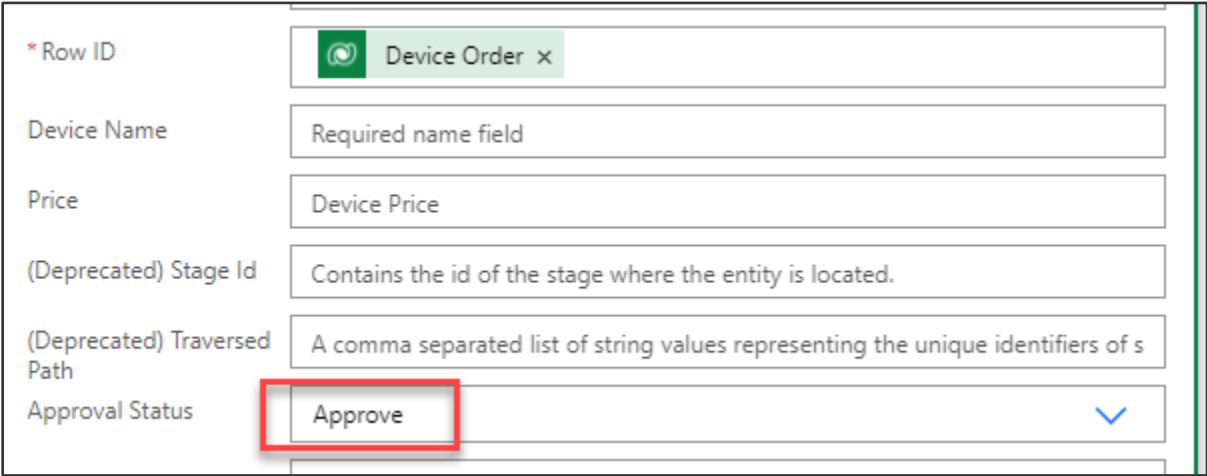 * Row ID
Device Order ×
Device Name
Required name field
Price
Device Price
(Deprecated) Stage Id
Contains the id of the stage where the entity is located.
(Deprecated) Traversed
Path
A comma separated list of string values representing the unique identifiers of s
Approval Status
Approve